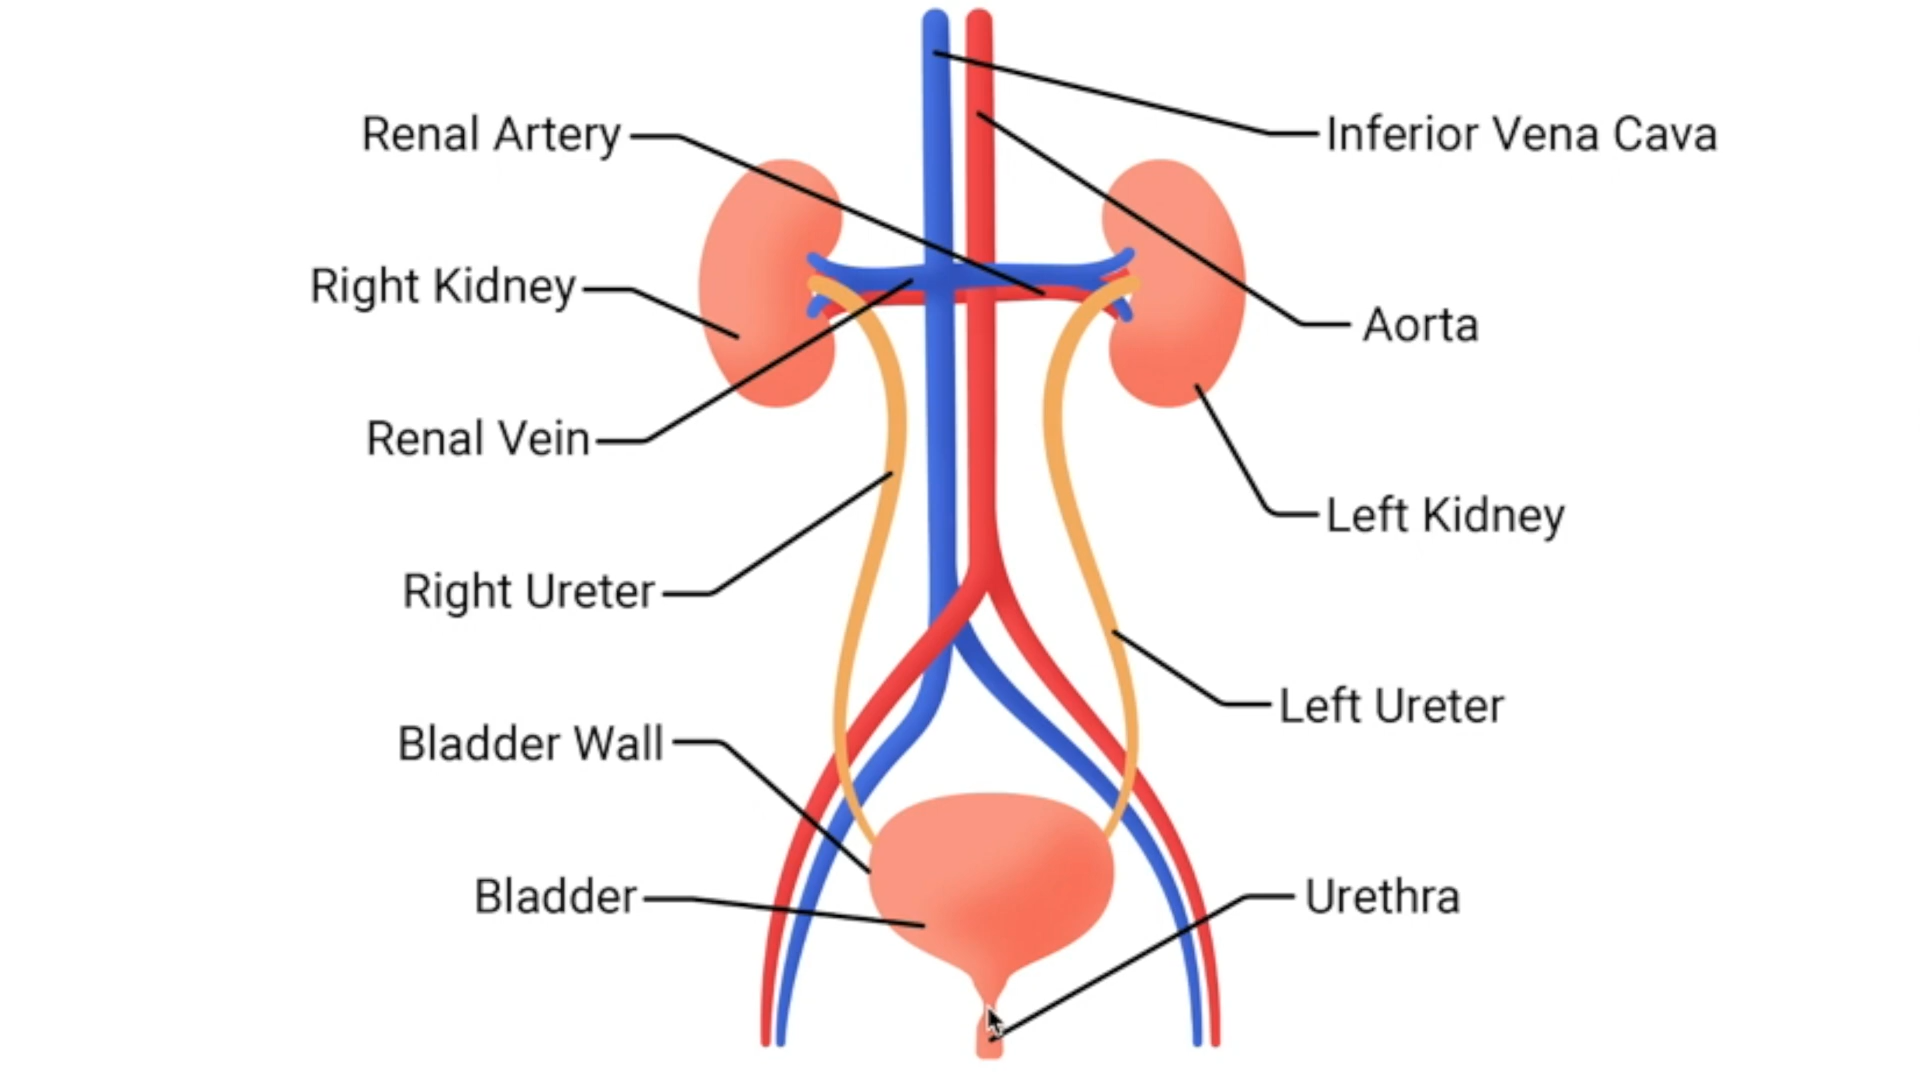 Renal Artery
Inferior Vena Cava
Right Kidney
Aorta
Renal Vein
Left Kidney
Right Ureter
Left Ureter
Bladder Wall
Bladder
Urethra